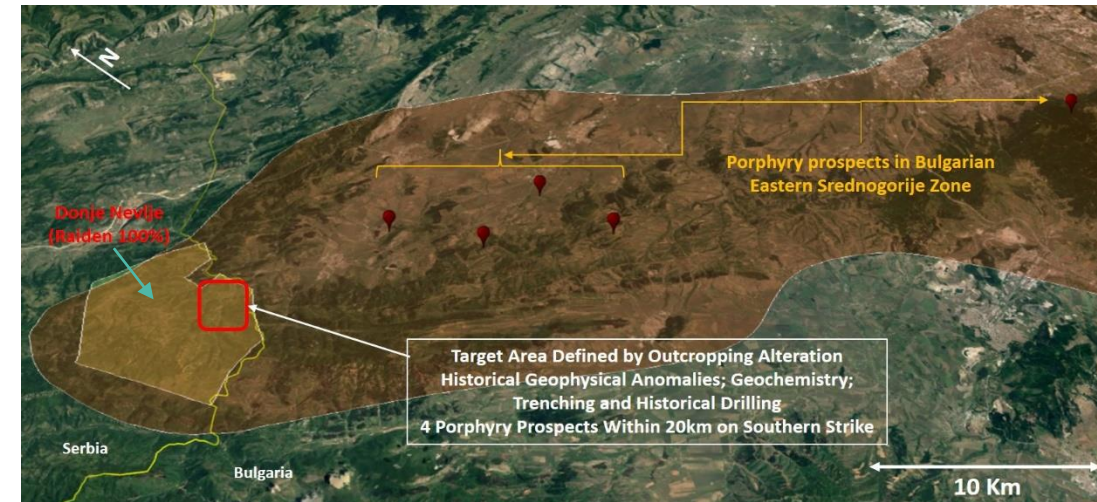 N
Porphyry prospects in Bulgarian
Eastern Srednogorije Zone
Donje Nevlje
(Raiden 100%)
Target Area Defined by Outcropping Alteration
Historical Geophysical Anomalies; Geochemistry;
Trenching and Historical Drilling
4 Porphyry Prospects Within 20km on Southern Strike
Serbia
Bulgaria
10 Km